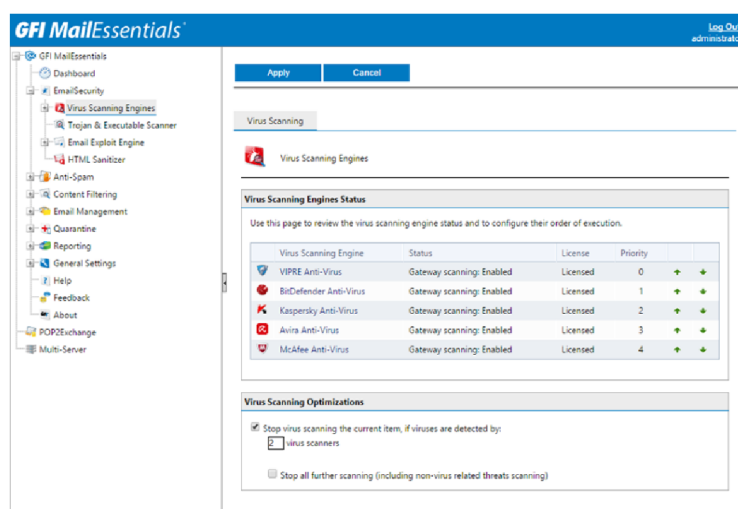 GFI MailEssentials
Log Out
administrator
GFI MailEssentials
Dashboard
EmailSecurity
Virus Scanning Engines
Trojan & Executable Scanner
Email Exploit Engine
HTML Sanitizer
Anti-Spam
Content Filtering
Email Management
Quarantine
Reporting
General Settings
Help
Feedback
About
POP2Exchange
Multi-Server
Apply Cancel
Virus Scanning
Virus Scanning Engines
Virus Scanning Engines Status
Use this page to review the virus scanning engine status and to configure their order of execution.
Virus Scanning Engine Status License Priority
VIPRE Anti-Virus Gateway scanning: Enabled Licensed 0
BitDefender Anti-Virus Gateway scanning: Enabled Licensed 1
Kaspersky Anti-Virus Gateway scanning: Enabled Licensed 2
Avira Anti-Virus Gateway scanning: Enabled Licensed 3
McAfee Anti-Virus Gateway scanning: Enabled Licensed 4
Virus Scanning Optimizations
Stop virus scanning the current item, if viruses are detected by:
2 virus scanners
Stop all further scanning (including non-virus related threats scanning)